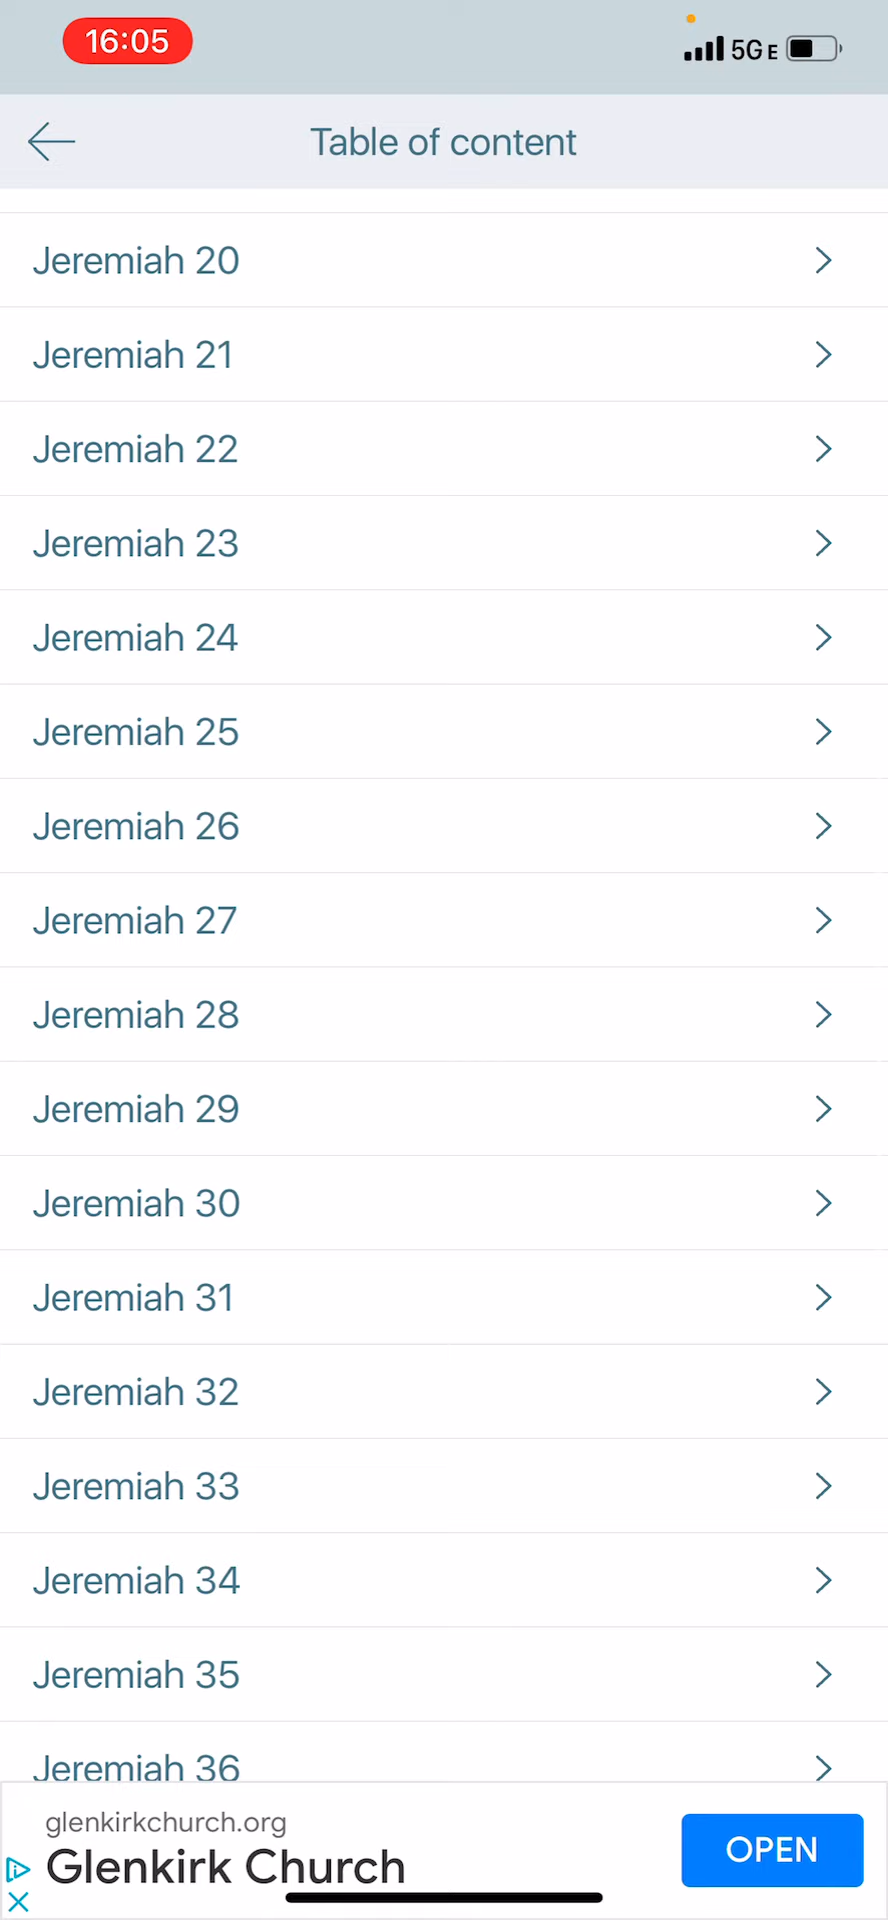 16:05
5GE
Table of content
Jeremiah 20
Jeremiah 21
Jeremiah 22
Jeremiah 23
Jeremiah 24
Jeremiah 25
Jeremiah 26
Jeremiah 27
Jeremiah 28
Jeremiah 29
Jeremiah 30
Jeremiah 31
Jeremiah 32
Jeremiah 33
Jeremiah 34
Jeremiah 35
Jeremiah 36
glenkirkchurch.org
Glenkirk Church
OPEN